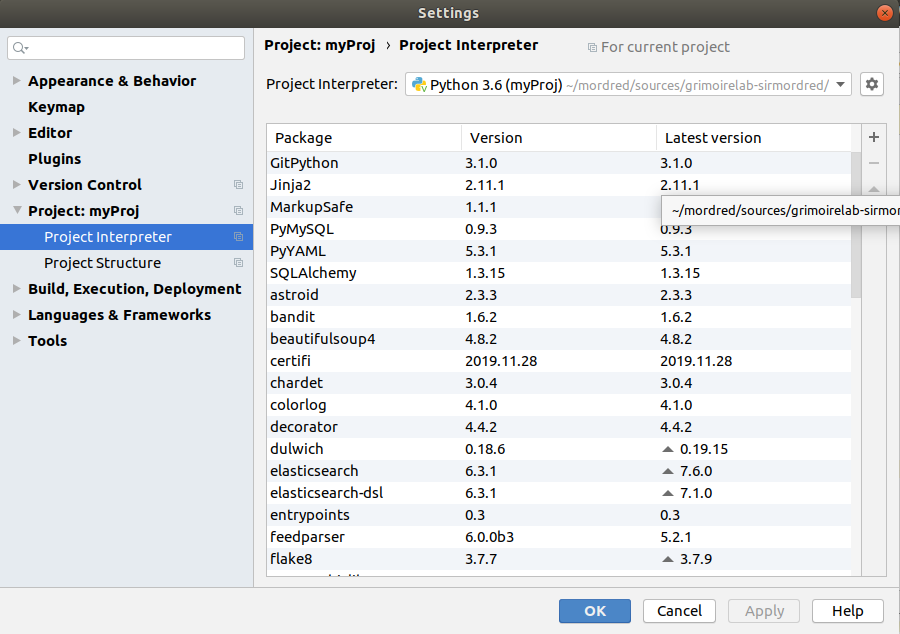 Settings
Project: myProj › Project Interpreter
For current project
Appearance & Behavior
Keymap
Editor
Plugins
Version Control
Project: myProj
Project Interpreter
Project Structure
Build, Execution, Deployment
Languages & Frameworks
Tools
Project Interpreter: Python 3.6 (myProj) ~/mordred/sources/grimoirelab-sirmordred/
Package Version Latest version
GitPython 3.1.0 3.1.0
Jinja2 2.11.1 2.11.1
MarkupSafe 1.1.1
~/mordred/sources/grimoirelab-sirmor
PyMySQL 0.9.3 0.9.3
PyYAML 5.3.1 5.3.1
SQLAlchemy 1.3.15 1.3.15
astroid 2.3.3 2.3.3
bandit 1.6.2 1.6.2
beautifulsoup4 4.8.2 4.8.2
certifi 2019.11.28 2019.11.28
chardet 3.0.4 3.0.4
colorlog 4.1.0 4.1.0
decorator 4.4.2 4.4.2
dulwich 0.18.6 0.19.15
elasticsearch 6.3.1 7.6.0
elasticsearch-dsl 6.3.1 7.1.0
entrypoints 0.3 0.3
feedparser 6.0.0b3 5.2.1
flake8 3.7.7 3.7.9
OK Cancel Apply Help